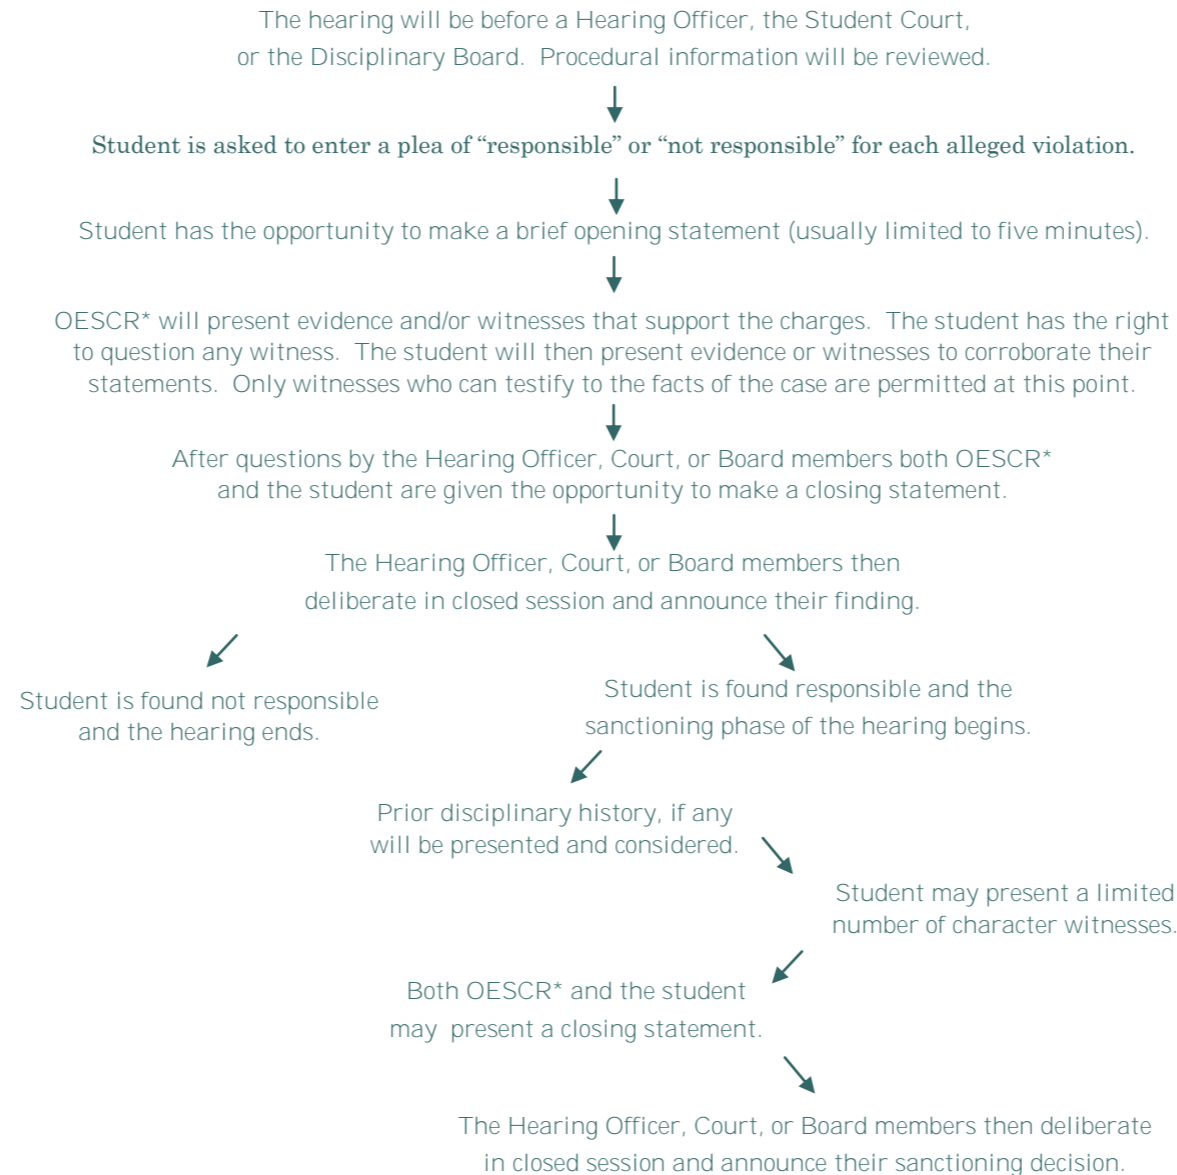 The hearing will be before a Hearing Officer, the Student Court,
or the Disciplinary Board.  Procedural information will be reviewed.
Student is asked to enter a plea of “responsible” or “not responsible” for each alleged violation.
Student has the opportunity to make a brief opening statement (usually limited to five minutes).
OESCR* will present evidence and/or witnesses that support the charges.  The student has the right
to question any witness.  The student will then present evidence or witnesses to corroborate their
statements.  Only witnesses who can testify to the facts of the case are permitted at this point.
After questions by the Hearing Officer, Court, or Board members both OESCR*
and the student are given the opportunity to make a closing statement.
The Hearing Officer, Court, or Board members then
deliberate in closed session and announce their finding.
Student is found not responsible
and the hearing ends.
Student is found responsible and the
sanctioning phase of the hearing begins.
Prior disciplinary history, if any
will be presented and considered.
Student may present a limited
number of character witnesses.
Both OESCR* and the student
may  present a closing statement.
The Hearing Officer, Court, or Board members then deliberate
in closed session and announce their sanctioning decision.